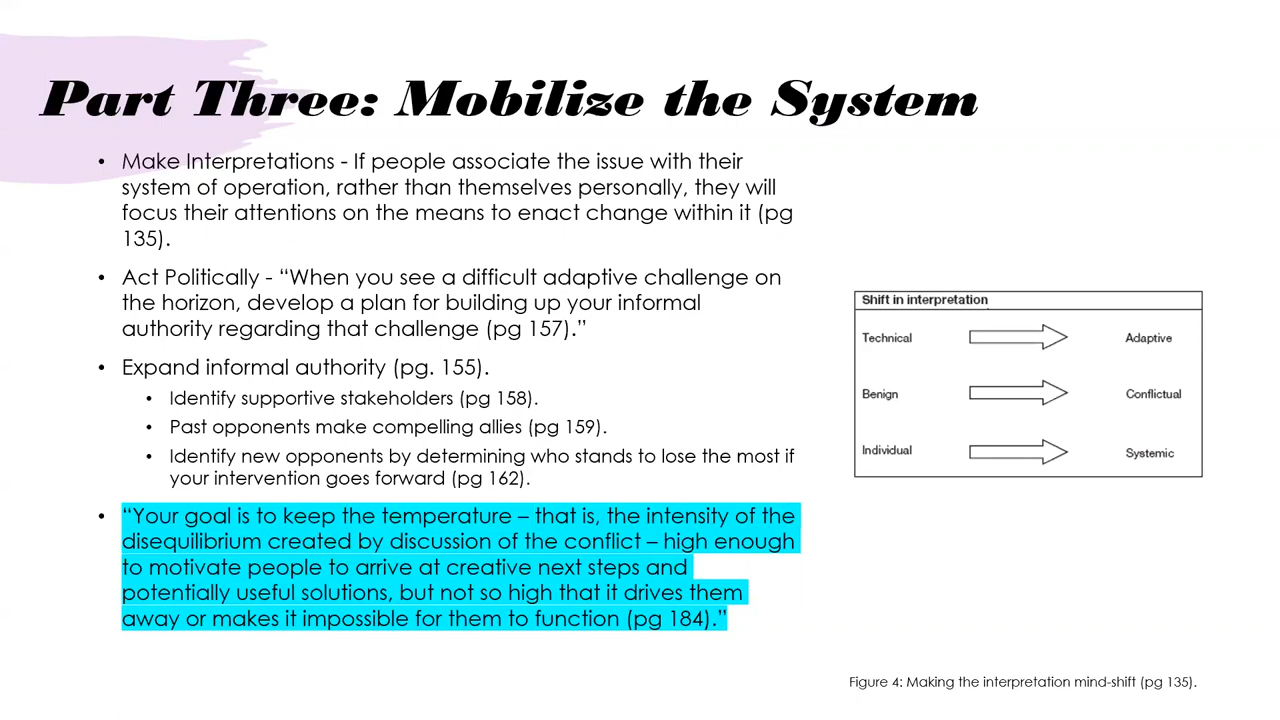 Part Three: Mobilize the System
• Make Interpretations - If people associate the issue with their
system of operation, rather than themselves personally, they will
focus their attentions on the means to enact change within it (pg
135).
• Act Politically - “When you see a difficult adaptive challenge on
the horizon, develop a plan for building up your informal
authority regarding that challenge (pg 157).”
• Expand informal authority (pg. 155).
• Identify supportive stakeholders (pg 158).
• Past opponents make compelling allies (pg 159).
• Identify new opponents by determining who stands to lose the most if
your intervention goes forward (pg 162).
• “Your goal is to keep the temperature – that is, the intensity of the
disequilibrium created by discussion of the conflict – high enough
to motivate people to arrive at creative next steps and
potentially useful solutions, but not so high that it drives them
away or makes it impossible for them to function (pg 184).”
Shift in interpretation
Technical Adaptive
Benign Conflictual
Individual Systemic
Figure 4: Making the interpretation mind-shift (pg 135).